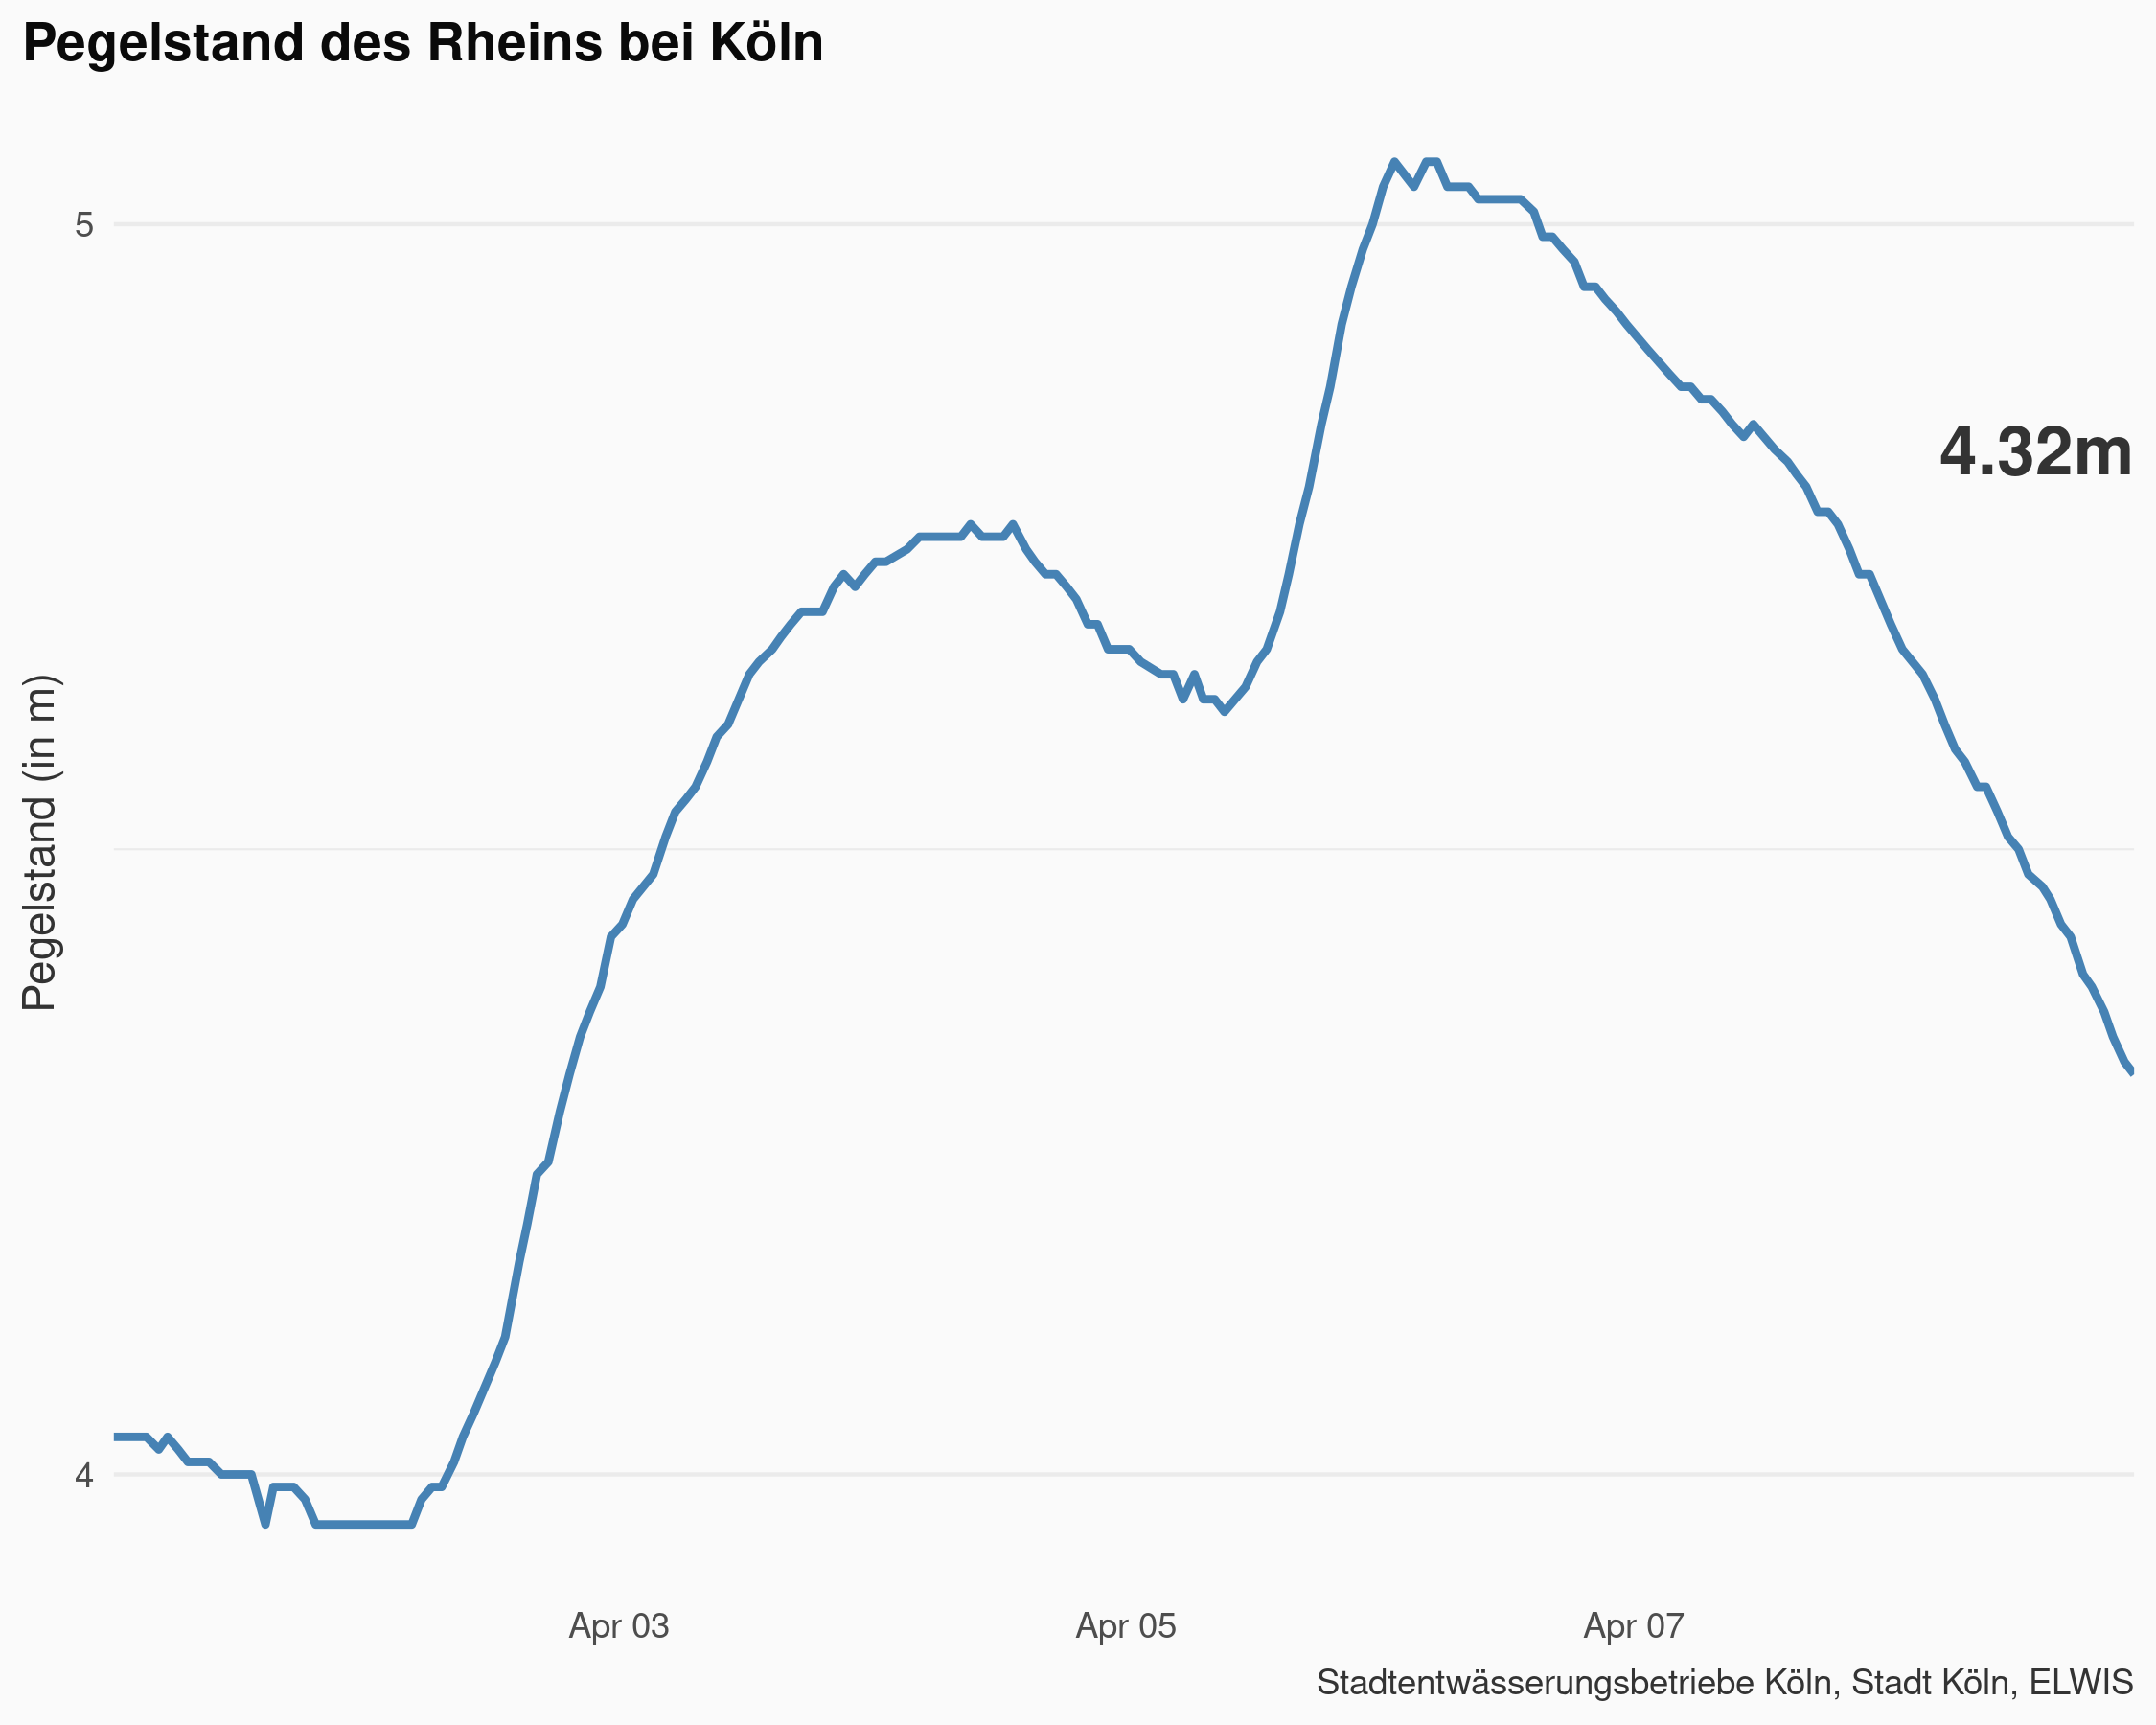 Pegelstand des Rheins bei Köln
Pegelstand (in m)
5
4
4.32m
Apr 03
Apr 05
Apr 07
Stadtentwässerungsbetriebe Köln, Stadt Köln, ELWIS